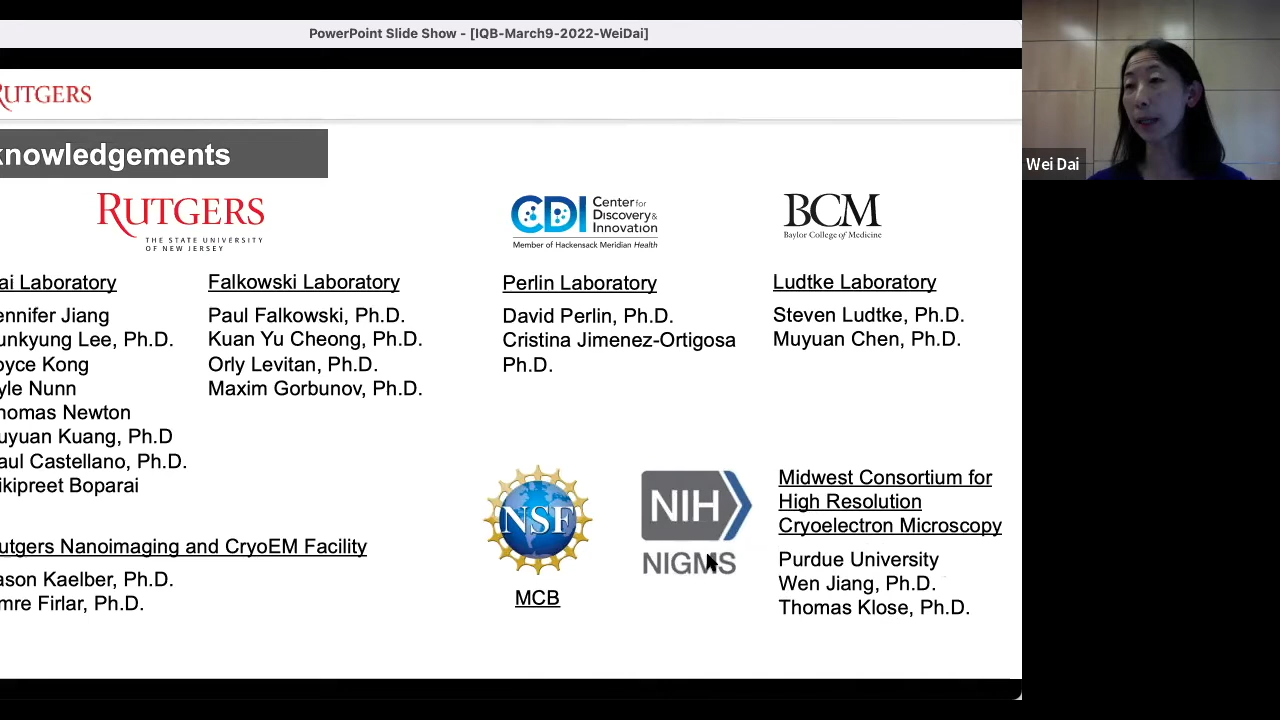 PowerPoint Slide Show - [IQB-March9-2022-WeiDai]
RUTGERS
knowledgements
RUTGERS
THE STATE UNIVERSITY
OF NEW JERSEY
CDI
Center for
Discovery &
Innovation
Member of Hackensack Meridian Health
BCM
Baylor College of Medicine
ai Laboratory
ennifer Jiang
unkyung Lee, Ph.D.
oyce Kong
yle Nunn
homas Newton
uyuan Kuang, Ph.D
aul Castellano, Ph.D.
ikipreet Boparai
Falkowski Laboratory
Paul Falkowski, Ph.D.
Kuan Yu Cheong, Ph.D.
Orly Levitan, Ph.D.
Maxim Gorbunov, Ph.D.
Perlin Laboratory
David Perlin, Ph.D.
Cristina Jimenez-Ortigosa
Ph.D.
Ludtke Laboratory
Steven Ludtke, Ph.D.
Muyuan Chen, Ph.D.
utgers Nanoimaging and CryoEM Facility
ason Kaelber, Ph.D.
mre Firlar, Ph.D.
NSF
MCB
NIH
NIGMS
Midwest Consortium for
High Resolution
Cryoelectron Microscopy
Purdue University
Wen Jiang, Ph.D.
Thomas Klose, Ph.D.
Wei Dai